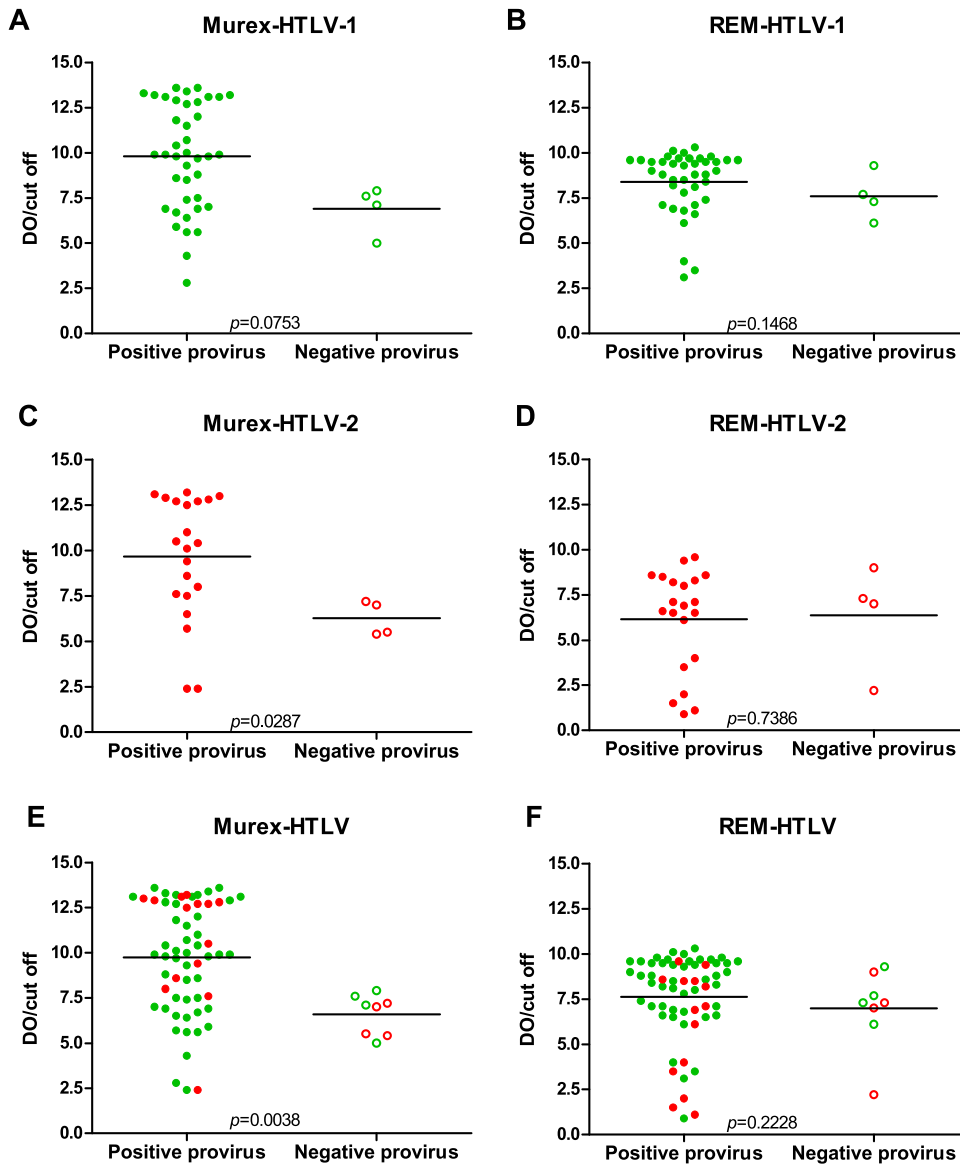 A
Murex-HTLV-1
DO/cut off
15.0
12.5
10.0
7.5
5.0
2.5
0.0
p=0.0753
Positive provirus
Negative provirus
B
REM-HTLV-1
DO/cut off
15.0
12.5
10.0
7.5
5.0
2.5
0.0
p=0.1468
Positive provirus
Negative provirus
C
Murex-HTLV-2
DO/cut off
15.0
12.5
10.0
7.5
5.0
2.5
0.0
p=0.0287
Positive provirus
Negative provirus
D
REM-HTLV-2
DO/cut off
15.0
12.5
10.0
7.5
5.0
2.5
0.0
p=0.7386
Positive provirus
Negative provirus
E
Murex-HTLV
DO/cut off
15.0
12.5
10.0
7.5
5.0
2.5
0.0
p=0.0038
Positive provirus
Negative provirus
F
REM-HTLV
DO/cut off
15.0
12.5
10.0
7.5
5.0
2.5
0.0
p=0.2228
Positive provirus
Negative provirus